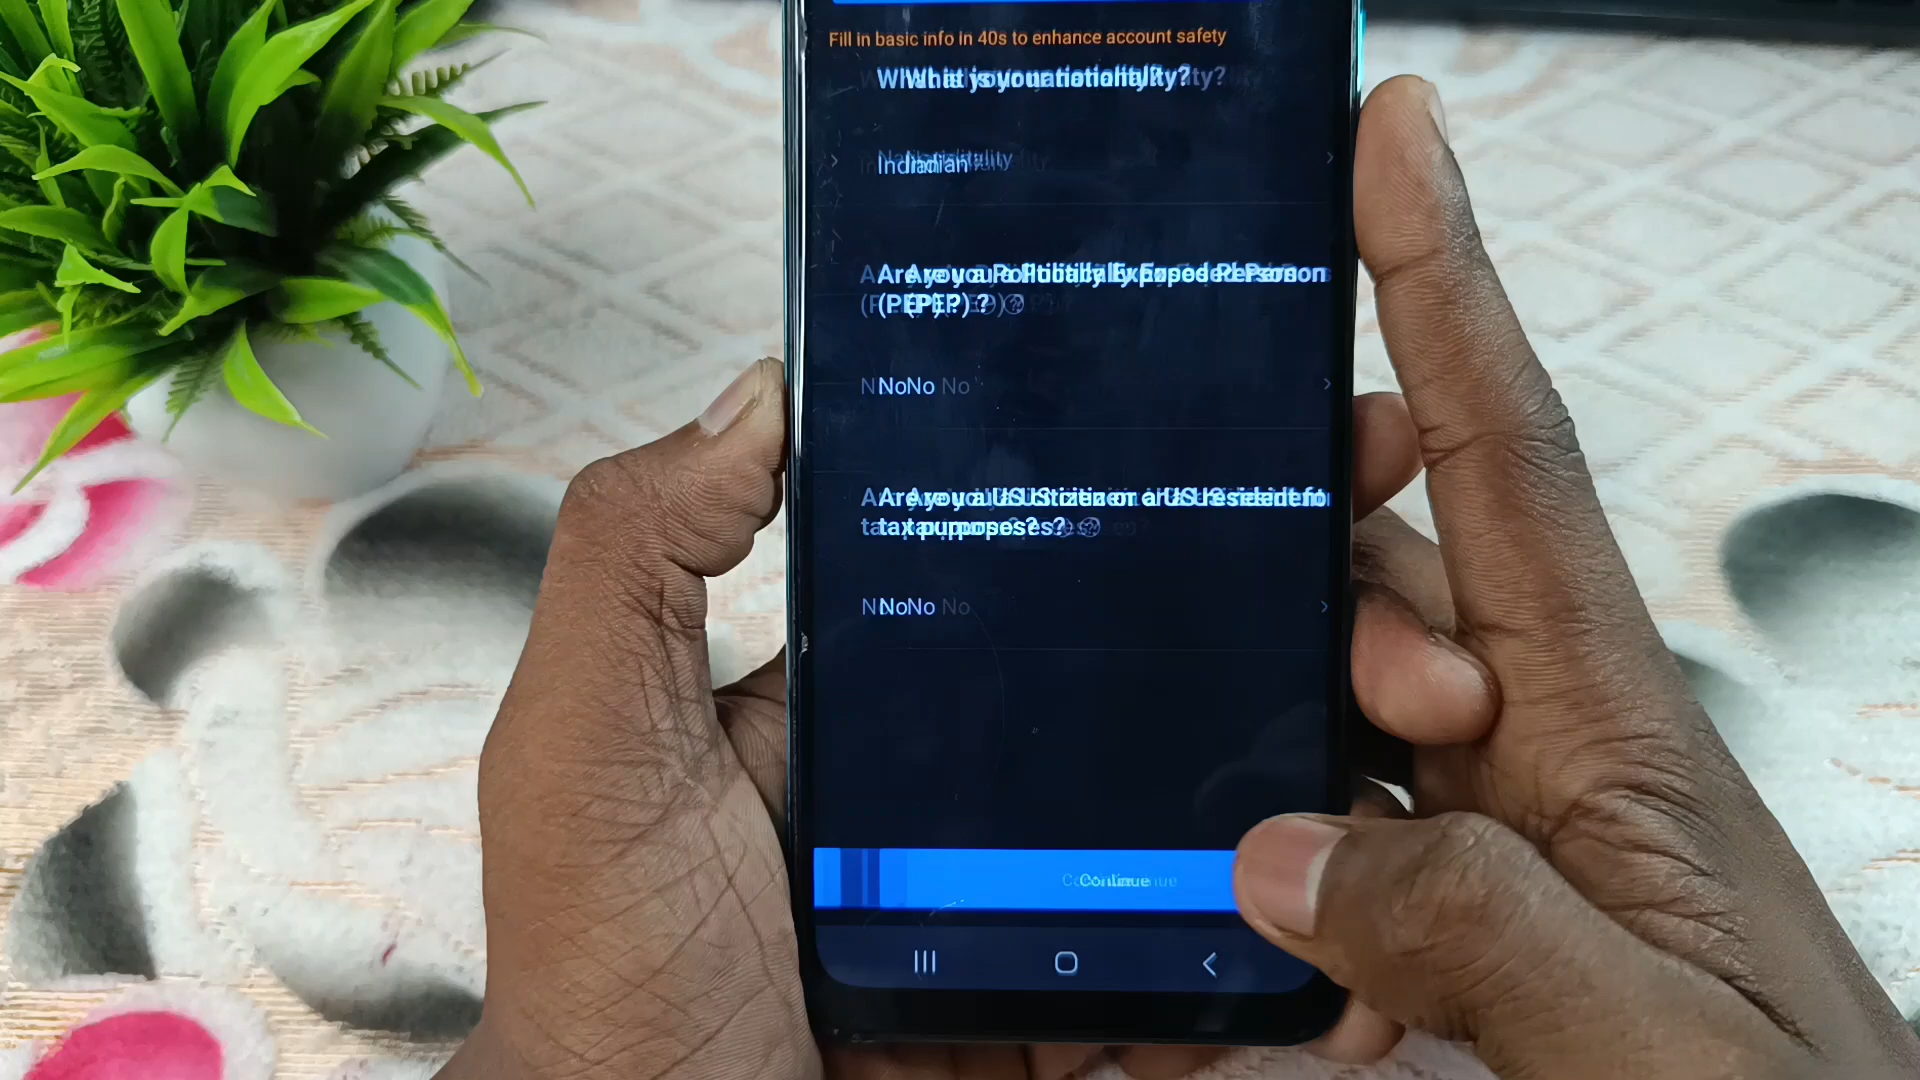 Fill in basic info in 40s to enhance account safety
What is your nationality?
Indian
Are you a Politically Exposed Person
(PEP) ?
No
Are you a US citizen or a US resident for
tax purposes?
No
Continue